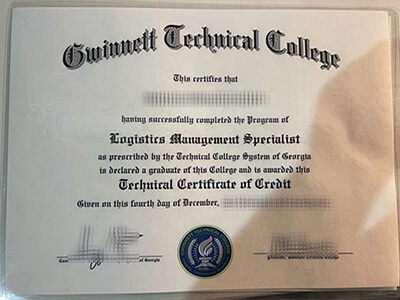 Gwinnett Technical College
This certifies that
having successfully completed the Program of
Logistics Management Specialist
as prescribed by the Technical College System of Georgia
is declared a graduate of this College and is awarded this
Technical Certificate of Credit
Given on this fourth day of December,
of Georgia